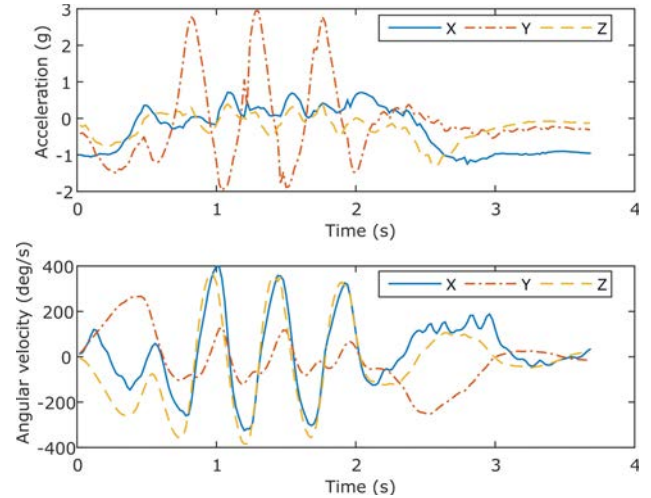 3
2
1
0
-1
-2
Acceleration (g)
X Y Z
0 1 2 3 4
Time (s)
400
200
0
-200
-400
Angular velocity (deg/s)
X Y Z
0 1 2 3 4
Time (s)